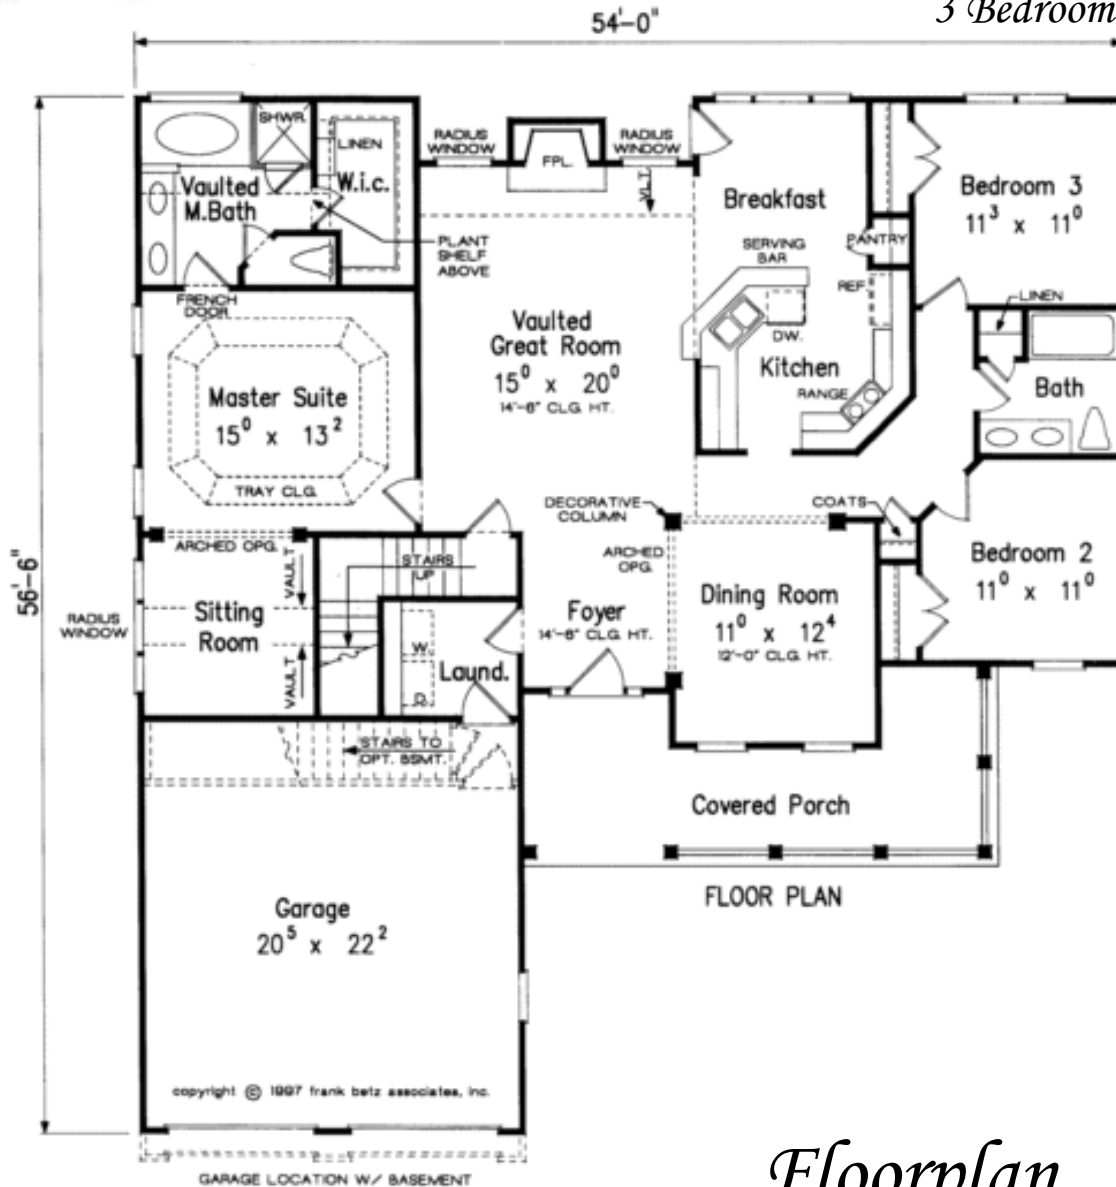 3 Bedroom
54'-0"
56'-6"
SHWR.
LINEN
W.i.c.
Vaulted
M.Bath
FRENCH
DOOR
PLANT
SHELF
ABOVE
RADIUS
WINDOW
FPL.
RADIUS
WINDOW
VLT.
Breakfast
SERVING
BAR
PANTRY
REF.
DW.
Kitchen
RANGE
Bedroom 3
11³ x 11⁰
LINEN
Bath
Vaulted
Great Room
15⁰ x 20⁰
14'-6" CLG. HT.
Master Suite
15⁰ x 13²
TRAY CLG.
ARCHED OPG.
VAULT
Sitting
Room
VAULT
RADIUS
WINDOW
STAIRS
UP
W
D
Laund.
DECORATIVE
COLUMN
ARCHED
OPG.
Foyer
14'-6" CLG. HT.
Dining Room
11⁰ x 12⁴
12'-0" CLG. HT.
COATS
Bedroom 2
11⁰ x 11⁰
STAIRS TO
OPT. BSMT.
Covered Porch
FLOOR PLAN
Garage
20⁵ x 22²
copyright © 1997 frank betz associates, inc.
GARAGE LOCATION W/ BASEMENT
Floorplan